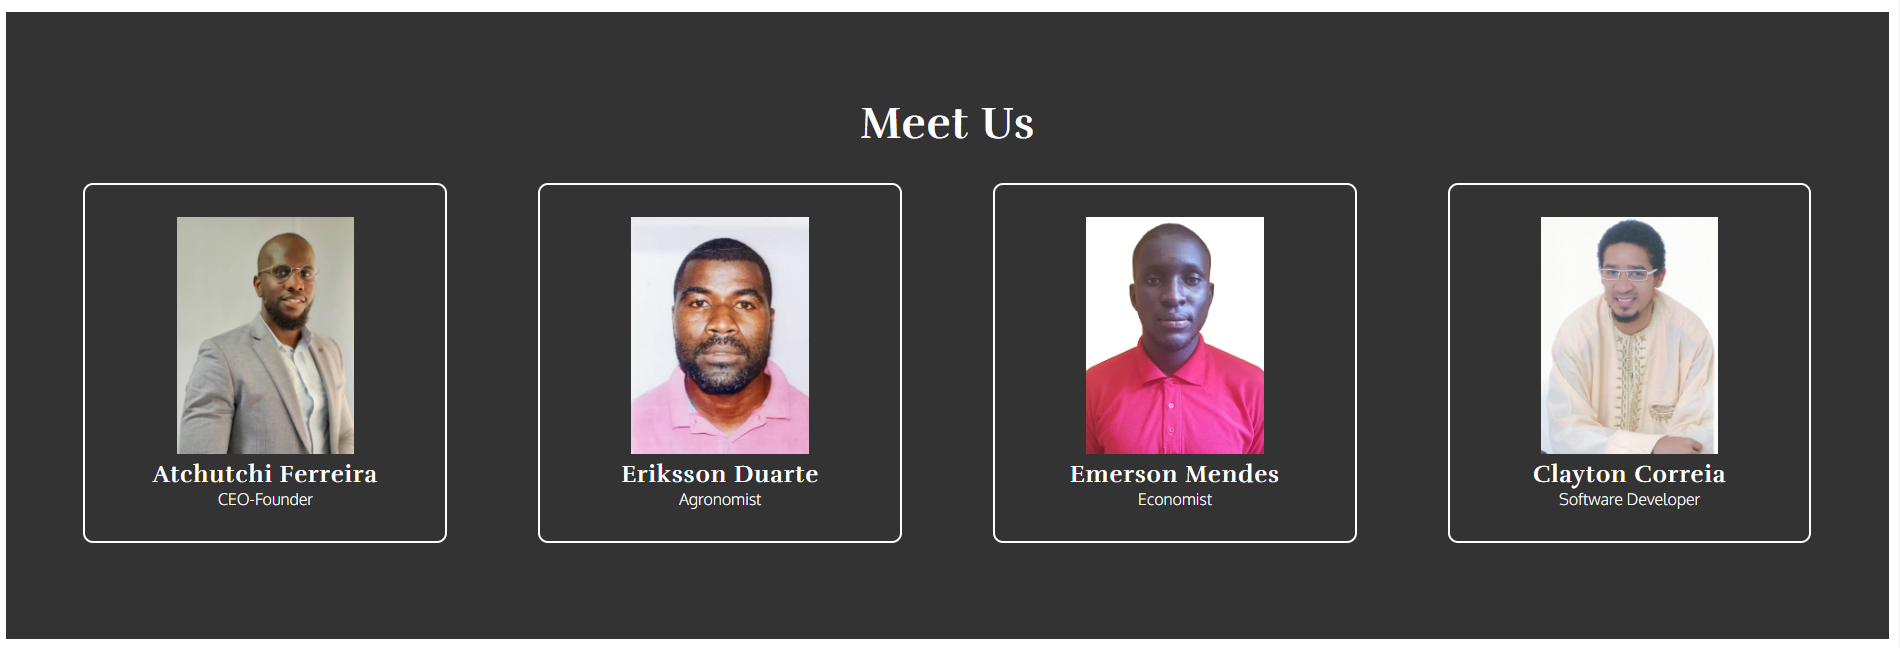 Meet Us
Atchutchi Ferreira
CEO-Founder
Eriksson Duarte
Agronomist
Emerson Mendes
Economist
Clayton Correia
Software Developer